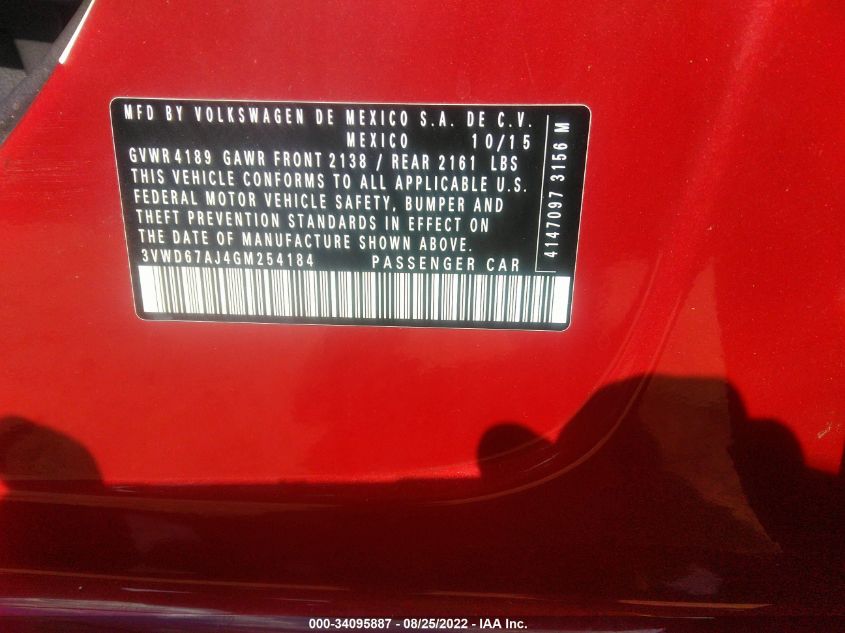 MFD BY VOLKSWAGEN DE MEXICO S.A. DE C.V.
MEXICO 10/15
GVWR 4189 GAWR FRONT 2138 / REAR 2161 LBS
THIS VEHICLE CONFORMS TO ALL APPLICABLE U.S.
FEDERAL MOTOR VEHICLE SAFETY, BUMPER AND
THEFT PREVENTION STANDARDS IN EFFECT ON
THE DATE OF MANUFACTURE SHOWN ABOVE.
3VWD67AJ4GM254184 PASSENGER CAR
4147097 3156 M
000-34095887 - 08/25/2022 - IAA Inc.